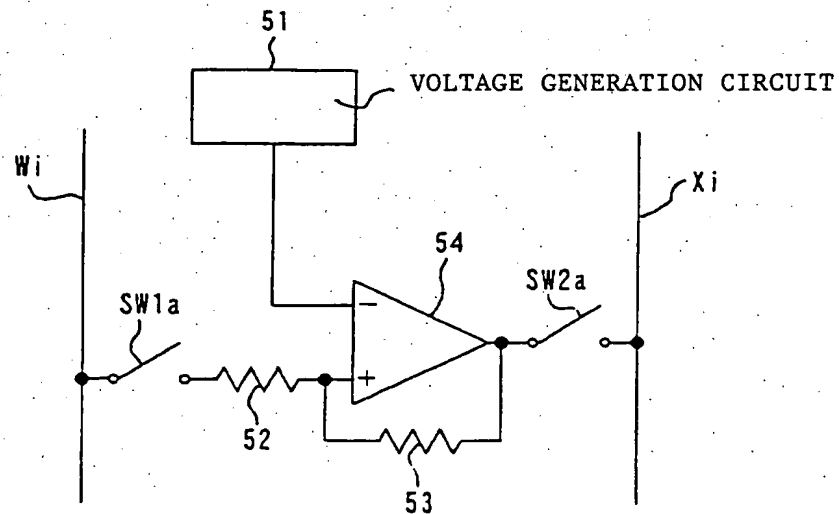 51
VOLTAGE GENERATION CIRCUIT
Wi
Xi
54
SW1a
SW2a
−
+
52
53